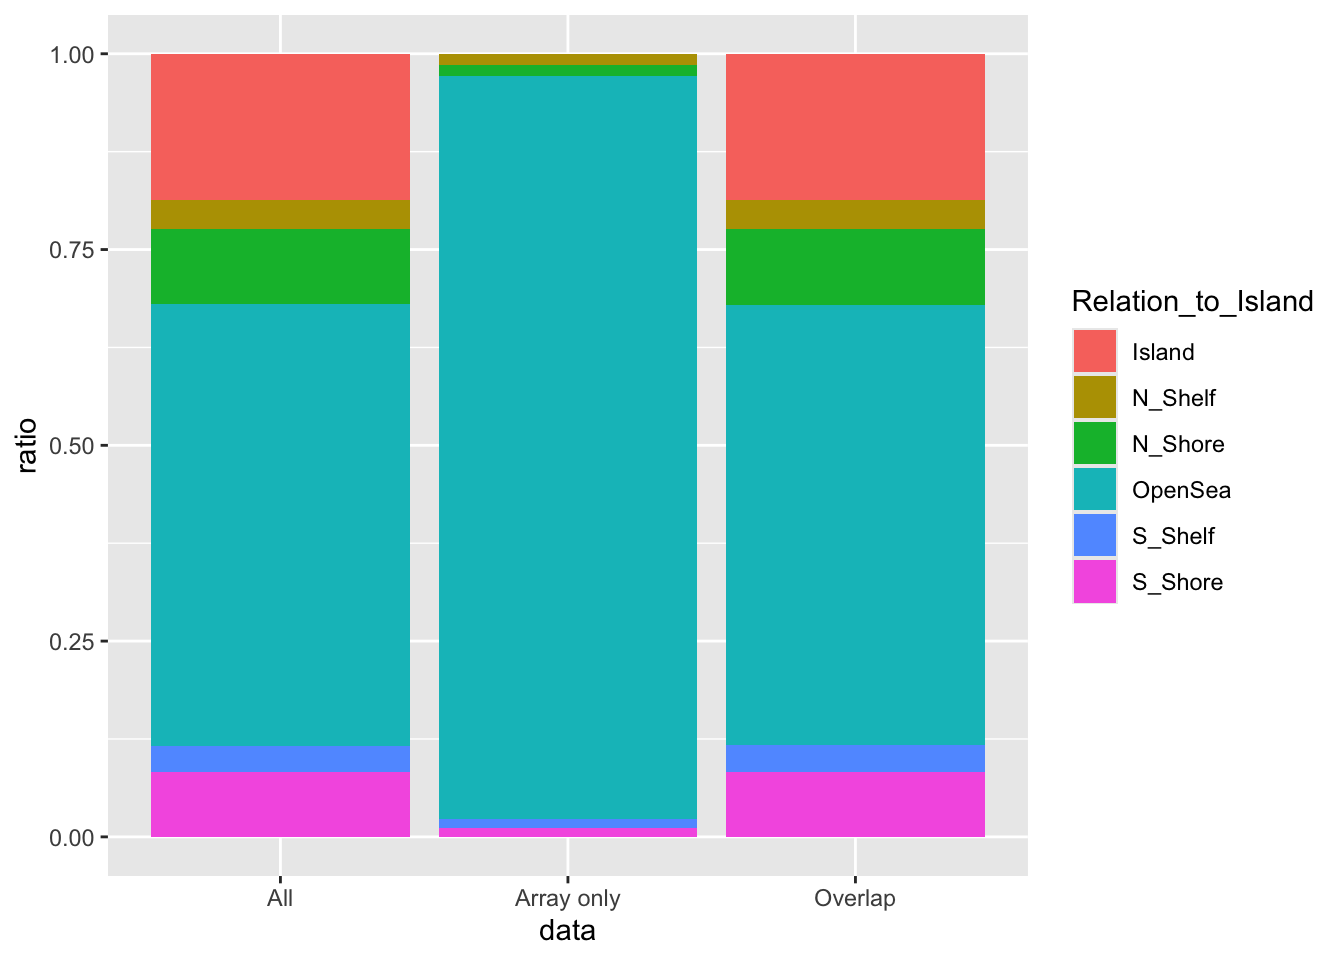 1.00
0.75
0.50
0.25
0.00
ratio
All
Array only
Overlap
data
Relation_to_Island
Island
N_Shelf
N_Shore
OpenSea
S_Shelf
S_Shore